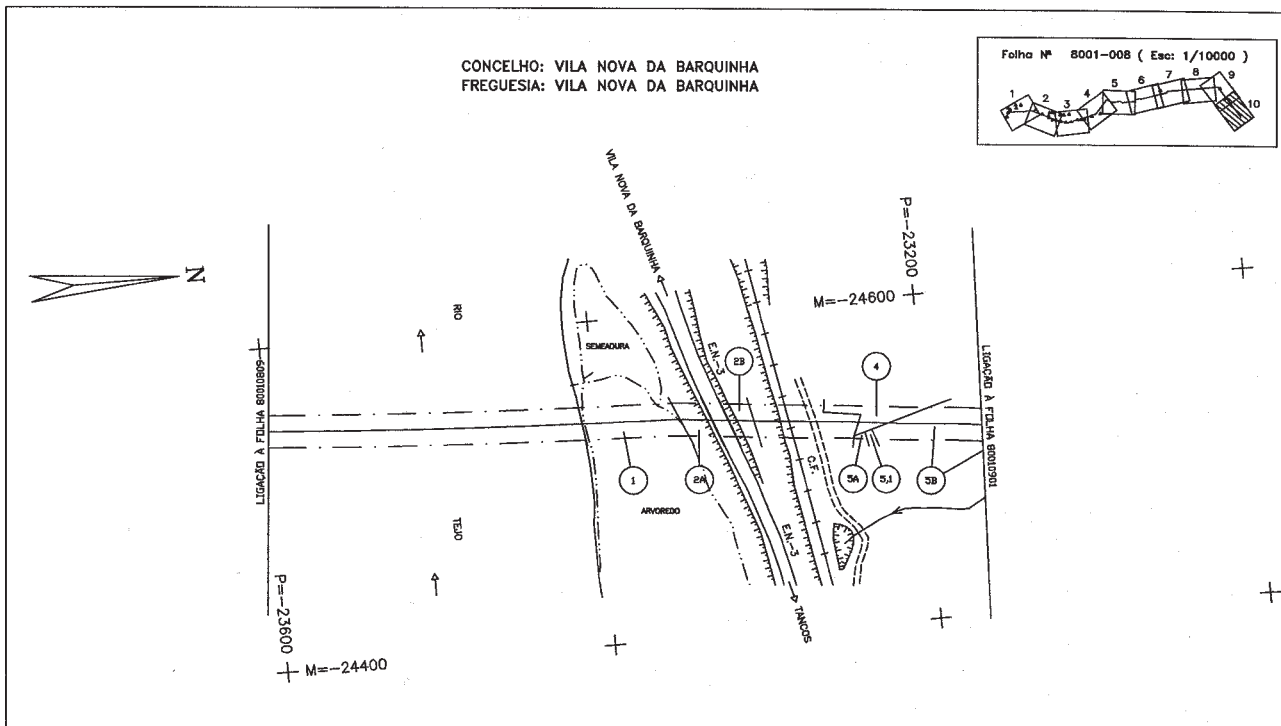 CONCELHO: VILA NOVA DA BARQUINHA
FREGUESIA: VILA NOVA DA BARQUINHA
Folha Nº 8001-008 ( Esc: 1/10000 )
1
2
3
4
5
6
7
8
9
10
VILA NOVA DA BARQUINHA
P=-23200
M=-24600
N
RIO
SEMEADURA
E.N.-3
2B
4
LIGAÇÃO À FOLHA 80010809
LIGAÇÃO À FOLHA 80010901
1
2A
C.F.
5A
5,1
5B
ARVOREDO
TEJO
E.N.-3
TANCOS
P=-23600
M=-24400